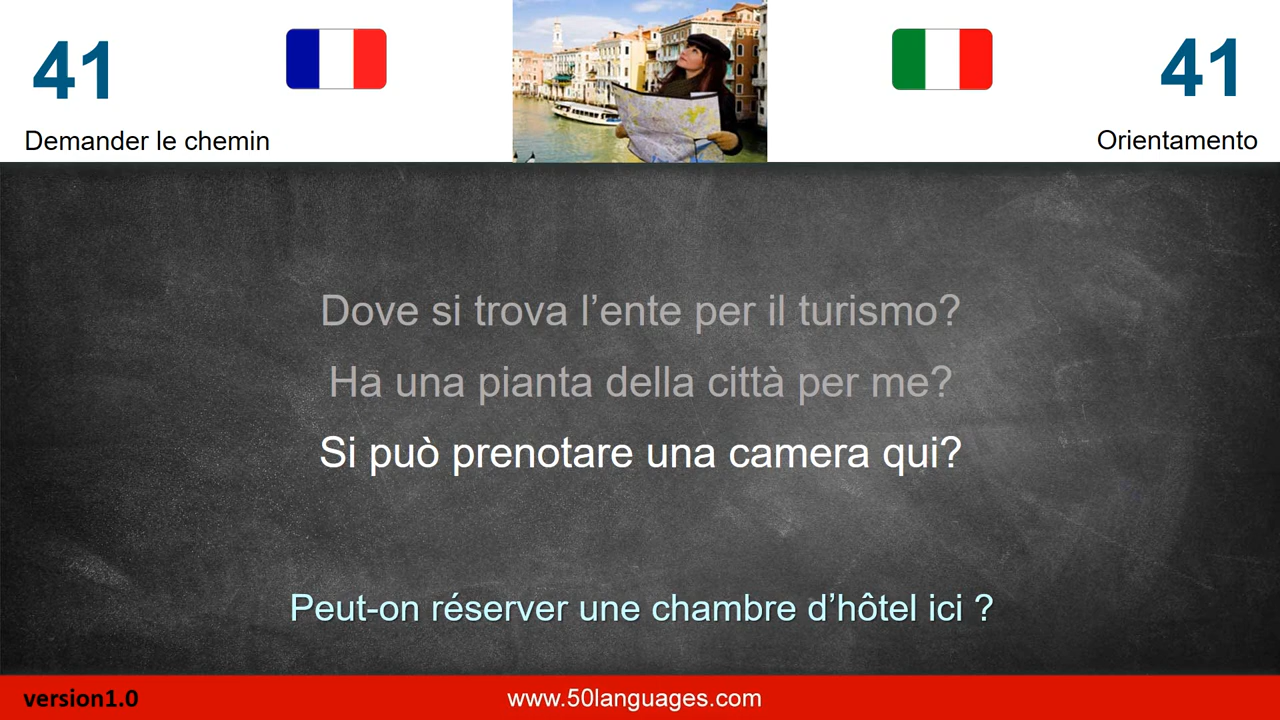 41
41
Demander le chemin
Orientamento
Dove si trova l’ente per il turismo?
Ha una pianta della città per me?
Si può prenotare una camera qui?
Peut-on réserver une chambre d’hôtel ici ?
version1.0
www.50languages.com